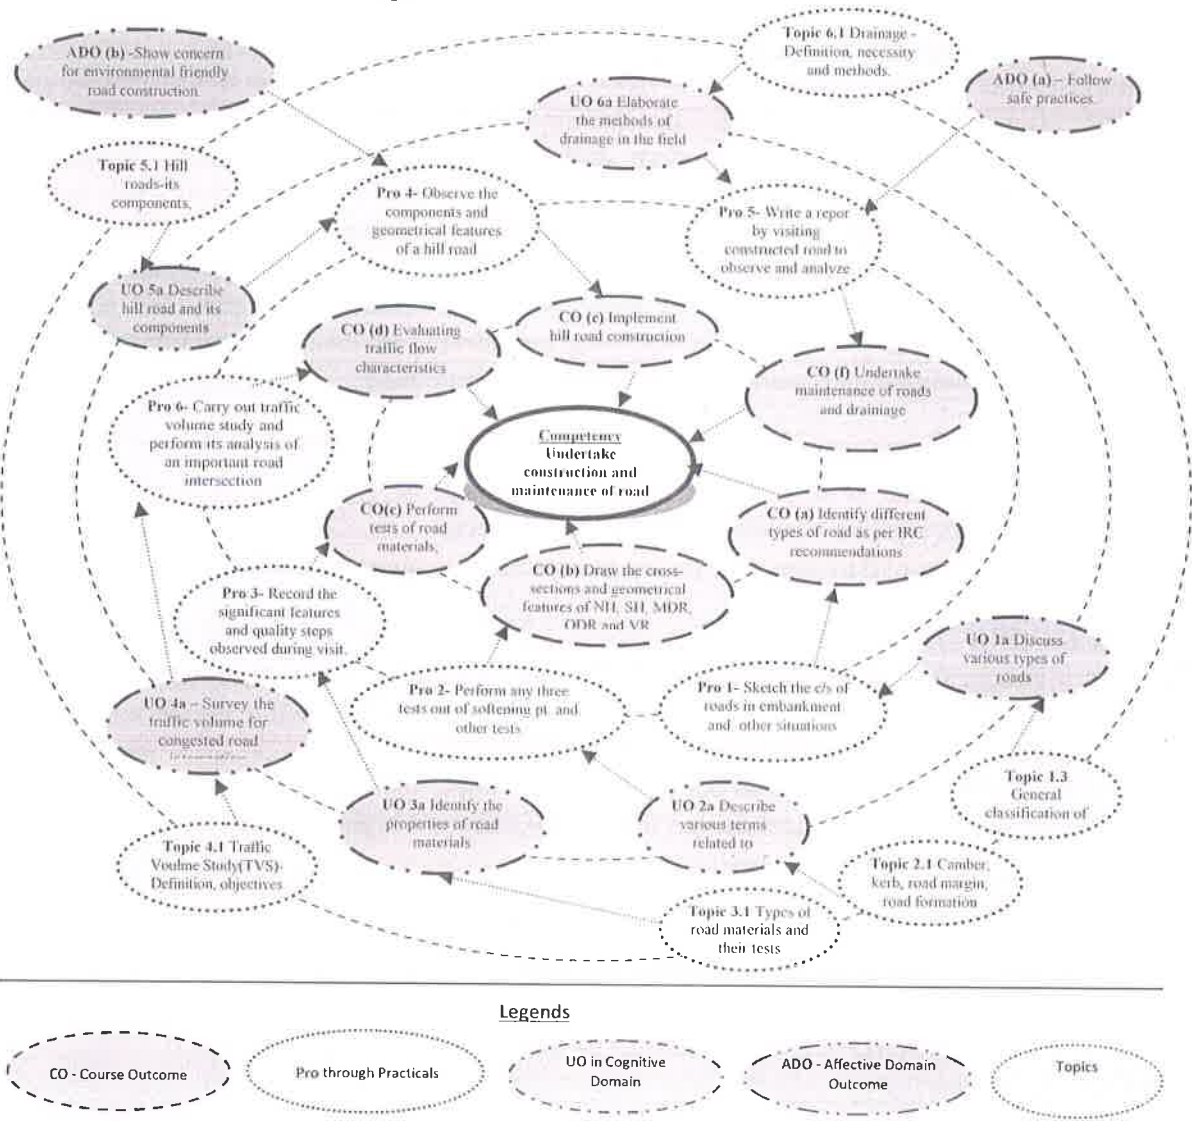 ADO (b) -Show concern
for environmental friendly
road construction.
Topic 6.1 Drainage -
Definition, necessity
and methods.
ADO (a) – Follow
safe practices.
UO 6a Elaborate
the methods of
drainage in the field
Topic 5.1 Hill
roads-its
components,
Pro 4- Observe the
components and
geometrical features
of a hill road
Pro 5- Write a repor
by visiting
constructed road to
observe and analyze
UO 5a Describe
hill road and its
components
CO (d) Evaluating
traffic flow
characteristics
CO (e) Implement
hill road construction
CO (f) Undertake
maintenance of roads
and drainiage
Pro 6- Carry out traffic
volume study and
perform its analysis of
an important road
intersection
Competency
Undertake
construction and
maintenance of road
CO(c) Perform
tests of road
materials,
CO (a) Identify different
types of road as per IRC
recommendations
CO (b) Draw the cross-
sections and geometrical
features of NH, SH, MDR,
ODR and VR
Pro 3- Record the
significant features
and quality steps
observed during visit.
UO 1a Discuss
various types of
roads
Pro 2- Perform any three
tests out of softening pt. and
other tests
Pro 1- Sketch the c/s of
roads in embankment
and other situations
UO 4a – Survey the
traffic volume for
congested road
Topic 1.3
General
classification of
UO 3a Identify the
properties of road
materials
UO 2a Describe
various terms
related to
Topic 4.1 Traffic
Voulme Study(TVS)-
Definition, objectives
Topic 2.1 Camber,
kerb, road margin,
road formation
Topic 3.1 Types of
road materials and
their tests
Legends
CO - Course Outcome
Pro through Practicals
UO in Cognitive
Domain
ADO - Affective Domain
Outcome
Topics